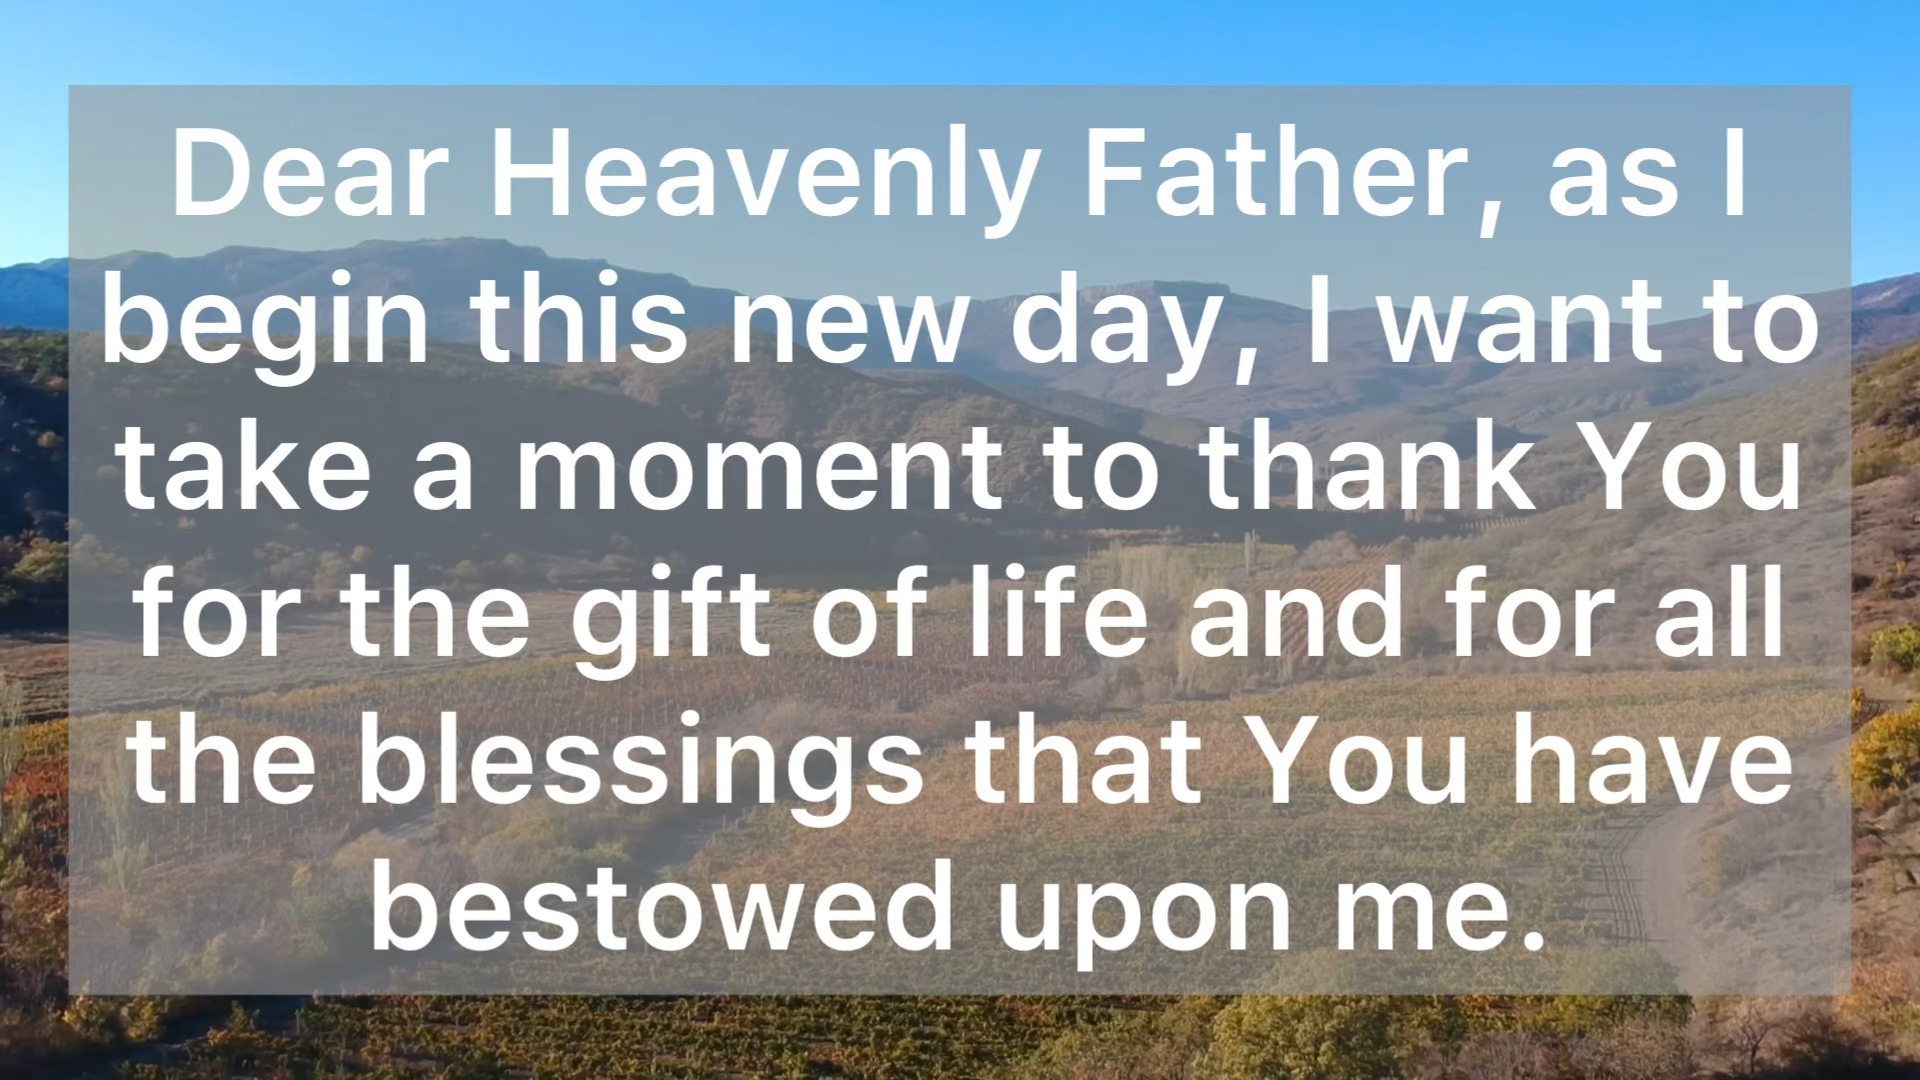 Dear Heavenly Father, as I
begin this new day, I want to
take a moment to thank You
for the gift of life and for all
the blessings that You have
bestowed upon me.